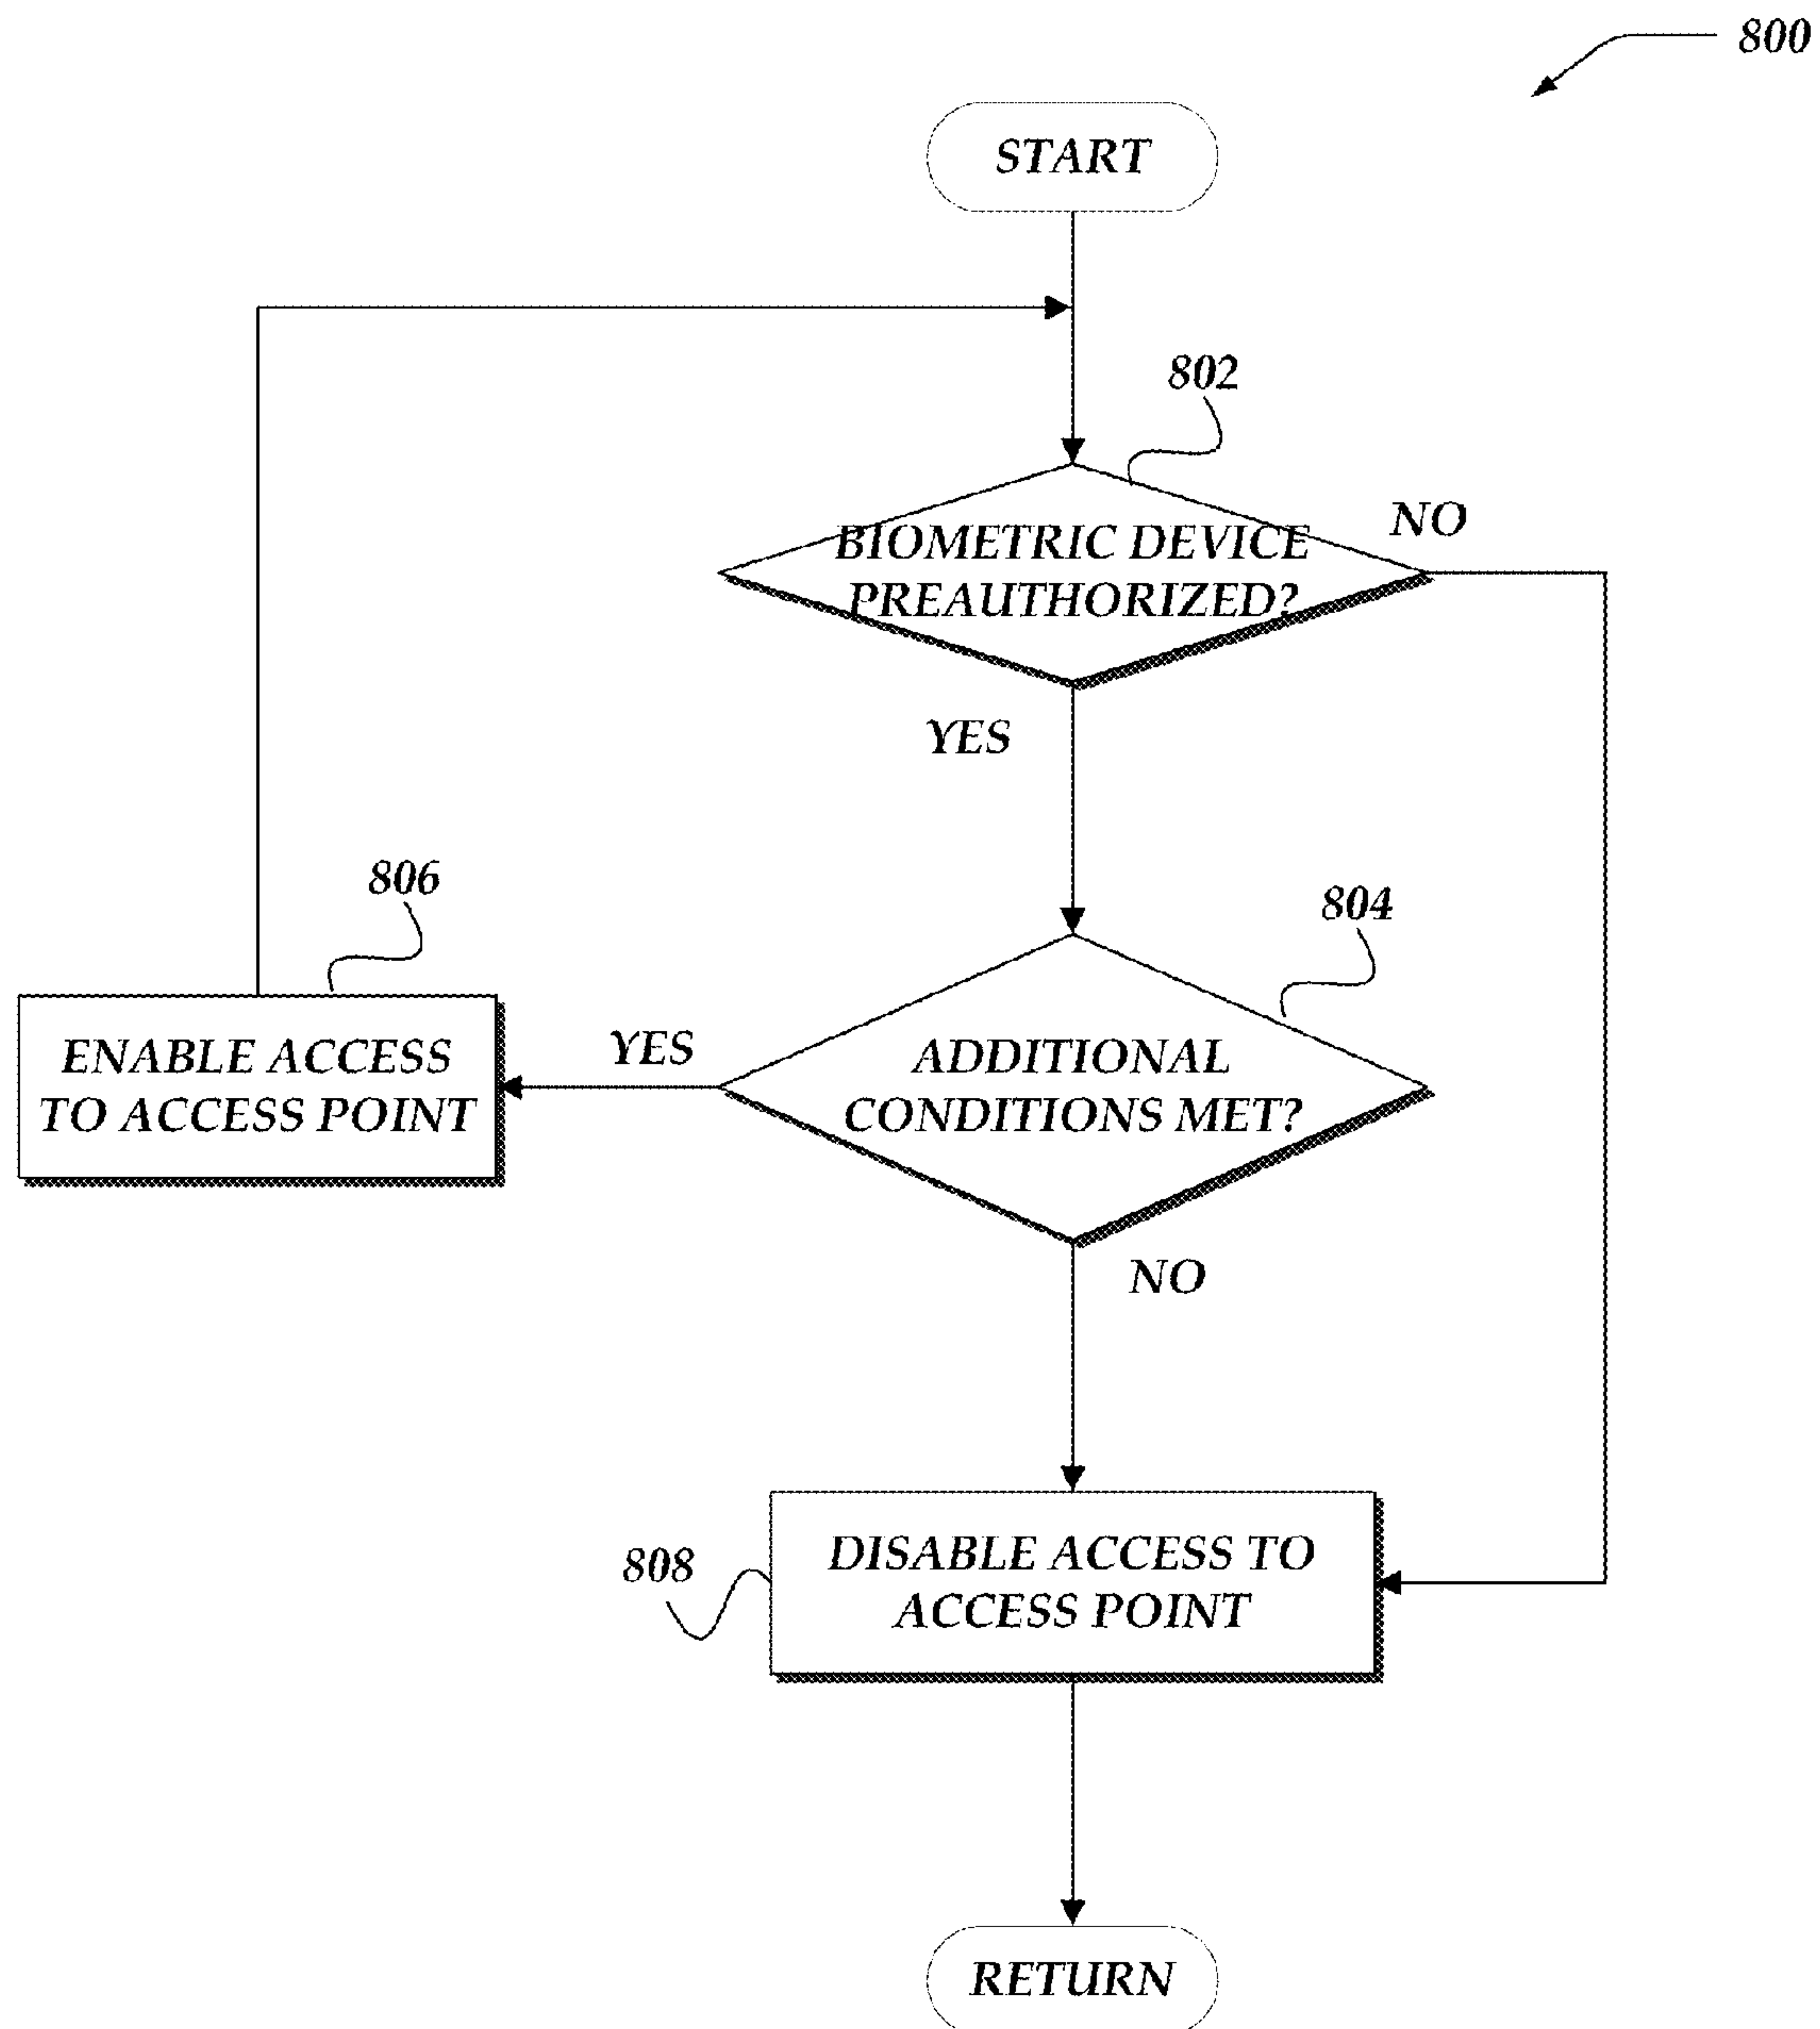 800
START
802
BIOMETRIC DEVICE
PREAUTHORIZED?
NO
YES
806
804
ENABLE ACCESS
TO ACCESS POINT
YES
ADDITIONAL
CONDITIONS MET?
NO
808
DISABLE ACCESS TO
ACCESS POINT
RETURN